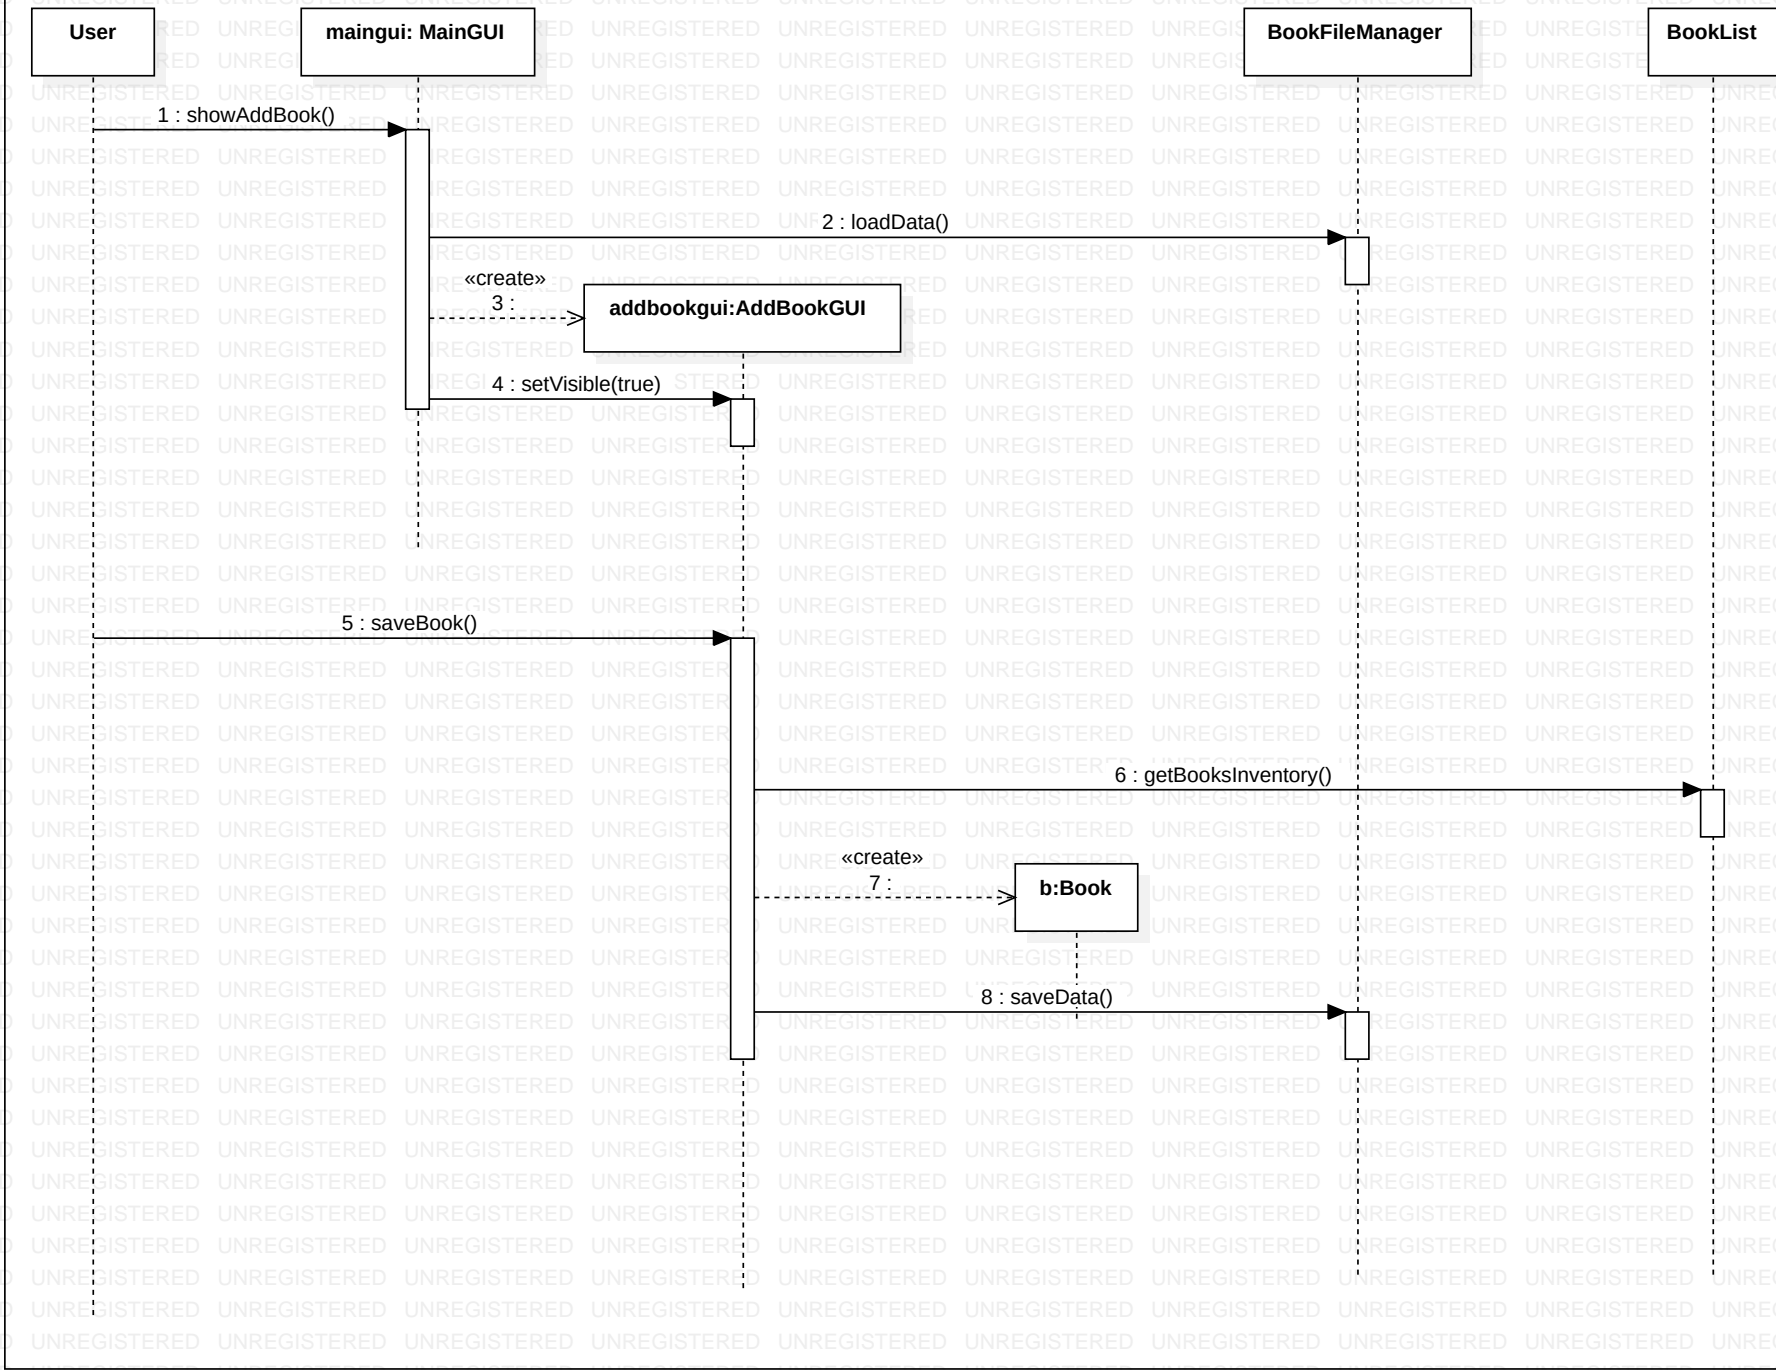 User
maingui: MainGUI
BookFileManager
BookList
1 : showAddBook()
2 : loadData()
«create»
3 :
addbookgui:AddBookGUI
4 : setVisible(true)
5 : saveBook()
6 : getBooksInventory()
«create»
7 :
b:Book
8 : saveData()
UNREGISTERED